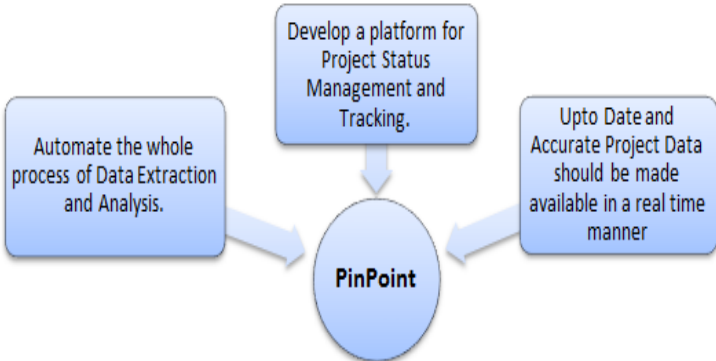 Develop a platform for
Project Status
Management and
Tracking.
Automate the whole
process of Data Extraction
and Analysis.
Upto Date and
Accurate Project Data
should be made
available in a real time
manner
PinPoint